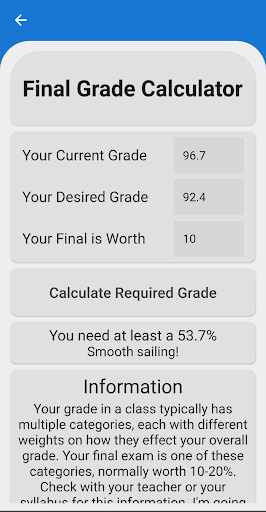 Final Grade Calculator
Your Current Grade 96.7
Your Desired Grade 92.4
Your Final is Worth 10
Calculate Required Grade
You need at least a 53.7%
Smooth sailing!
Information
Your grade in a class typically has
multiple categories, each with different
weights on how they effect your overall
grade. Your final exam is one of these
categories, normally worth 10-20%.
Check with your teacher or your
syllabus for this information. I'm going